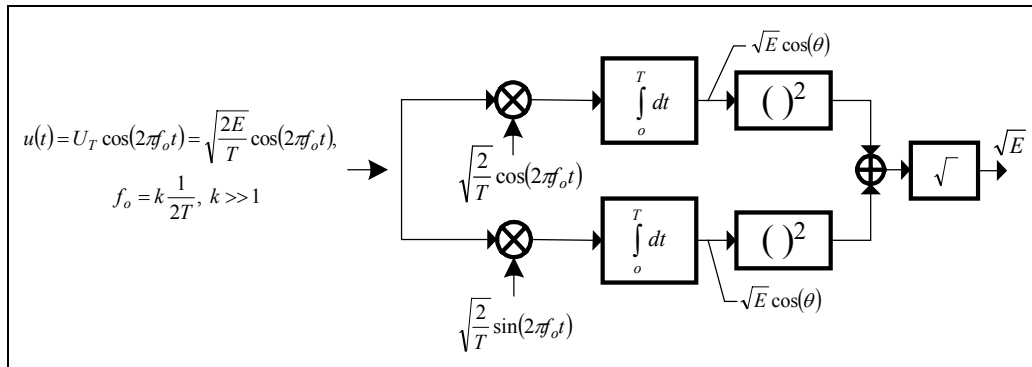 u(t) = U_T cos(2πf_o t) = √(2E/T) cos(2πf_o t),
f_o = k 1/(2T), k >> 1
√(2/T) cos(2πf_o t)
∫_o^T dt
√E cos(θ)
( )²
√(2/T) sin(2πf_o t)
∫_o^T dt
√E cos(θ)
( )²
√
√E